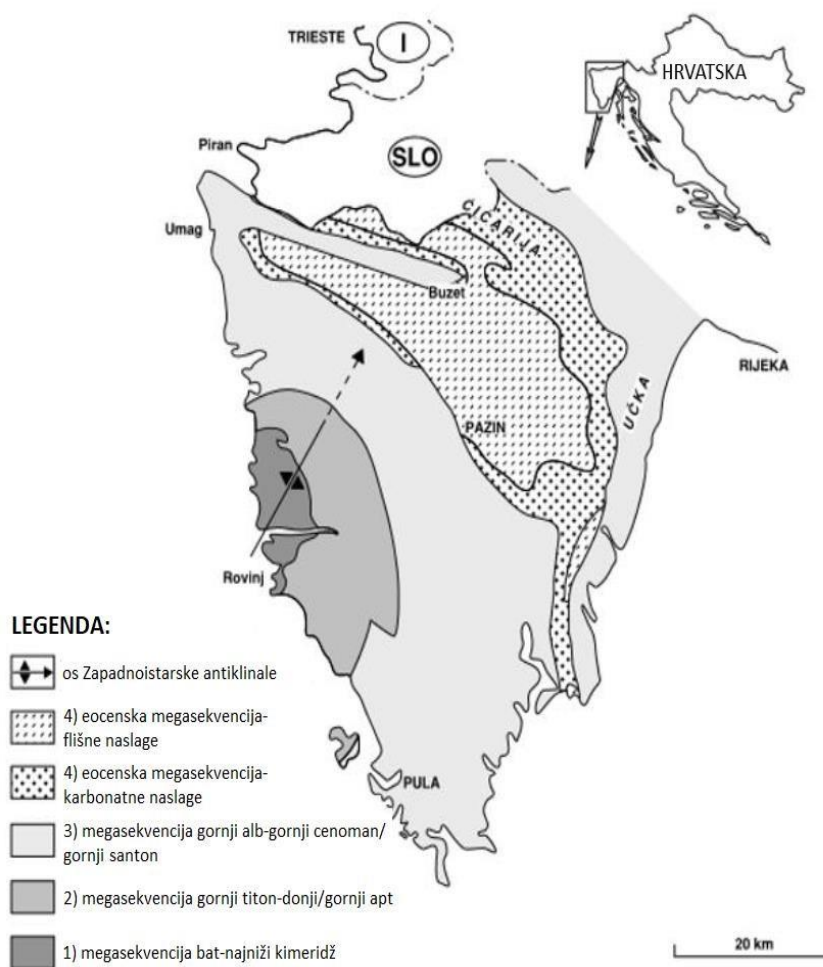 TRIESTE
I
HRVATSKA
Piran
SLO
ĆIĆARIJA
Umag
Buzet
RIJEKA
UČKA
PAZIN
Rovinj
LEGENDA:
os Zapadnoistarske antiklinale
4) eocenska megasekvencija-
flišne naslage
4) eocenska megasekvencija-
karbonatne naslage
PULA
3) megasekvencija gornji alb-gornji cenoman/
gornji santon
2) megasekvencija gornji titon-donji/gornji apt
1) megasekvencija bat-najniži kimeridž
20 km